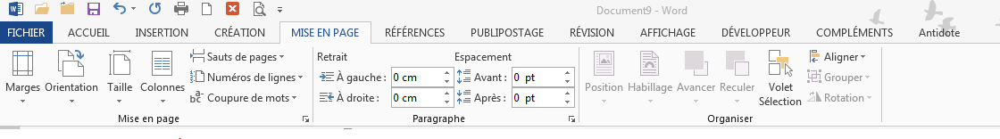 Document9 - Word
FICHIER ACCUEIL INSERTION CRÉATION MISE EN PAGE RÉFÉRENCES PUBLIPOSTAGE RÉVISION AFFICHAGE DÉVELOPPEUR COMPLÉMENTS Antidote
Marges Orientation Taille Colonnes
Sauts de pages
Numéros de lignes
Coupure de mots
Mise en page
Retrait Espacement
À gauche : 0 cm Avant : 0 pt
À droite : 0 cm Après : 0 pt
Paragraphe
Position Habillage Avancer Reculer Volet Sélection
Aligner
Grouper
Rotation
Organiser